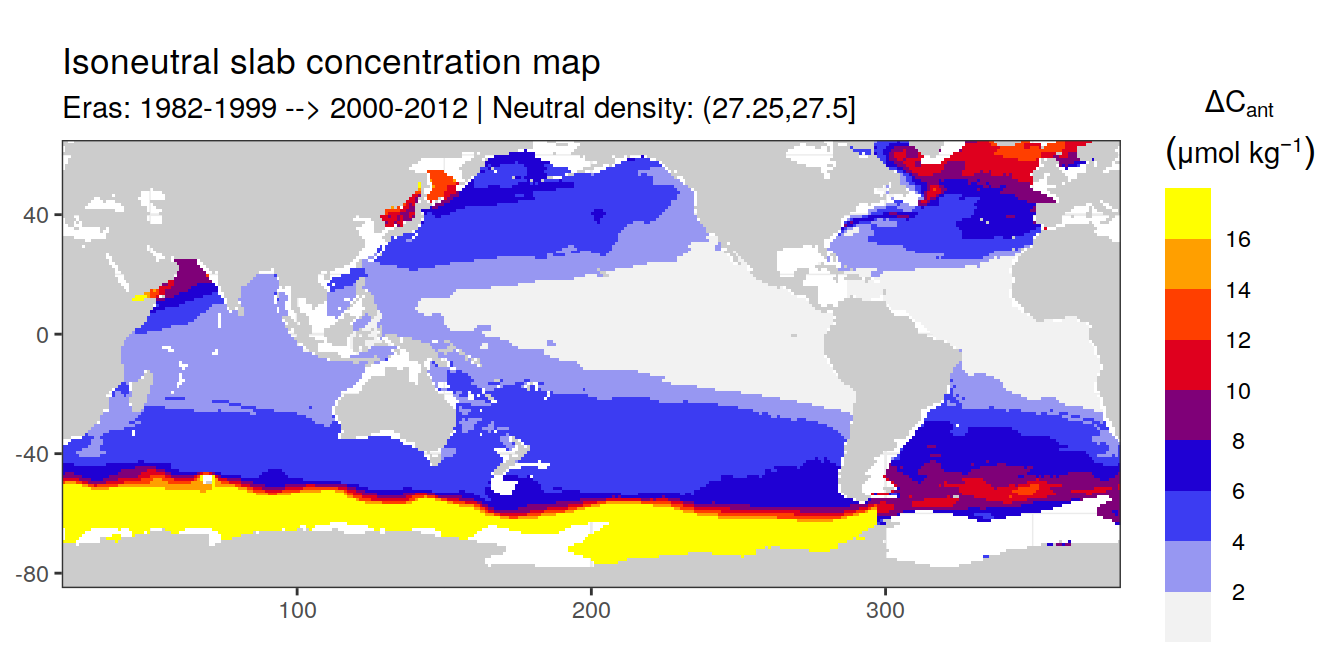 Isoneutral slab concentration map
Eras: 1982-1999 --> 2000-2012 | Neutral density: (27.25,27.5]
ΔCant
(μmol kg⁻¹)
16
14
12
10
8
6
4
2
40
0
-40
-80
100 200 300